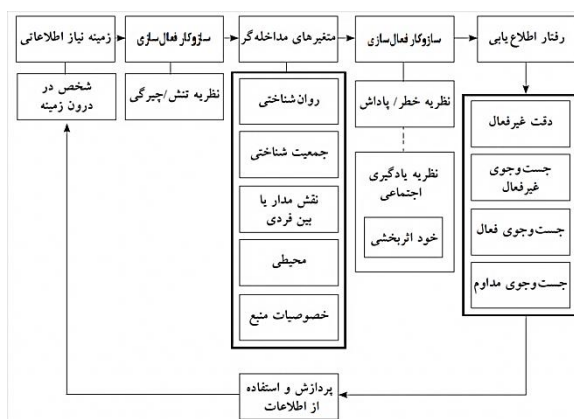 زمینه نیاز اطلاعاتی
سازوکار فعال‌سازی
متغیرهای مداخله‌گر
سازوکار فعال‌سازی
رفتار اطلاع‌یابی
شخص در
درون زمینه
نظریه تنش/چیرگی
روان‌شناختی
جمعیت شناختی
نقش مدار یا
بین فردی
محیطی
خصوصیات منبع
نظریه خطر/ پاداش
نظریه یادگیری
اجتماعی
خود اثربخشی
دقت غیرفعال
جست‌وجوی
غیرفعال
جست‌وجوی فعال
جست‌وجوی مداوم
پردازش و استفاده
از اطلاعات